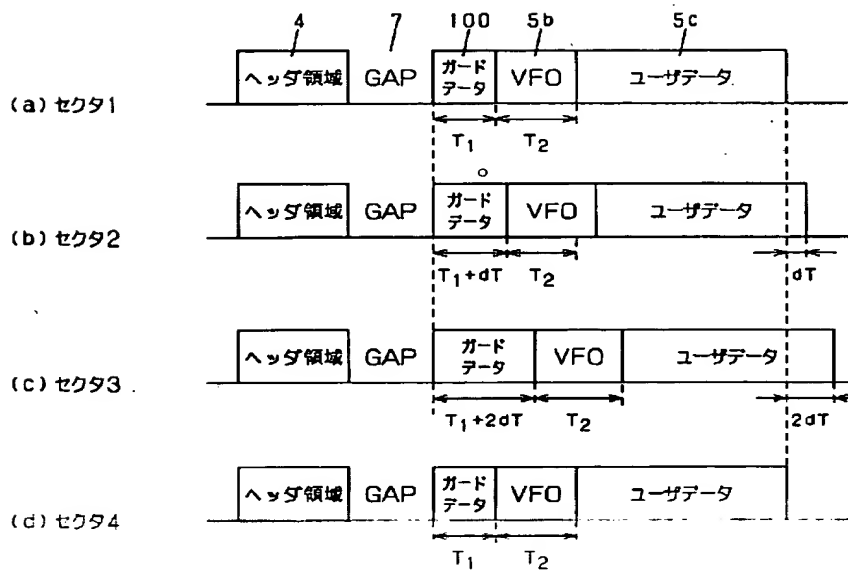 4 7 100 5b 5c
(a) セクタ1 ヘッダ領域 GAP ガード データ VFO ユーザデータ
T1 T2
(b) セクタ2 ヘッダ領域 GAP ガード データ VFO ユーザデータ
T1+dT T2 dT
(c) セクタ3 ヘッダ領域 GAP ガード データ VFO ユーザデータ
T1+2dT T2 2dT
(d) セクタ4 ヘッダ領域 GAP ガード データ VFO ユーザデータ
T1 T2